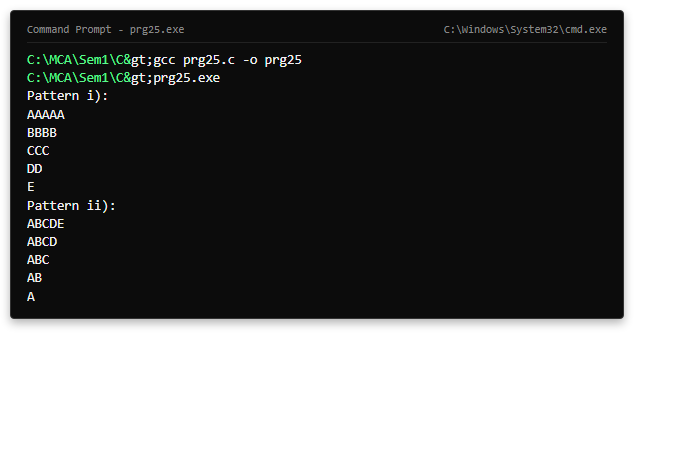 Command Prompt - prg25.exe C:\Windows\System32\cmd.exe
C:\MCA\Sem1\C&gt;gcc prg25.c -o prg25
C:\MCA\Sem1\C&gt;prg25.exe
Pattern i):
AAAAA
BBBB
CCC
DD
E
Pattern ii):
ABCDE
ABCD
ABC
AB
A